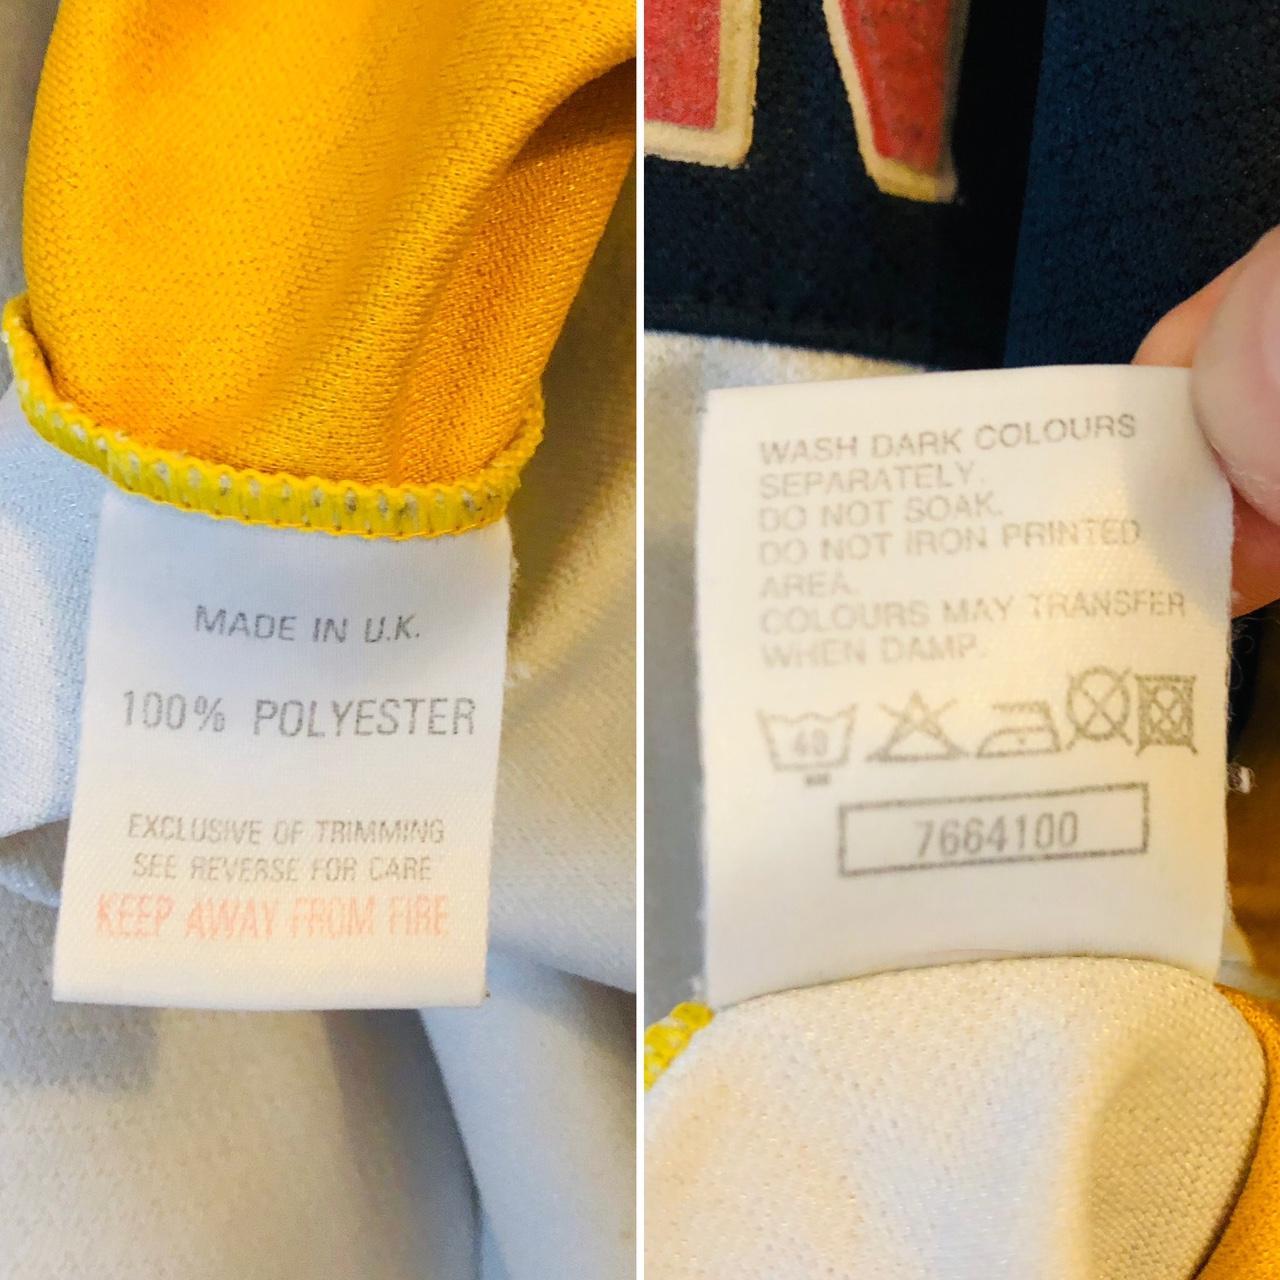 MADE IN U.K.
100% POLYESTER
EXCLUSIVE OF TRIMMING
SEE REVERSE FOR CARE
KEEP AWAY FROM FIRE
WASH DARK COLOURS
SEPARATELY.
DO NOT SOAK.
DO NOT IRON PRINTED
AREA.
COLOURS MAY TRANSFER
WHEN DAMP.
40
7664100